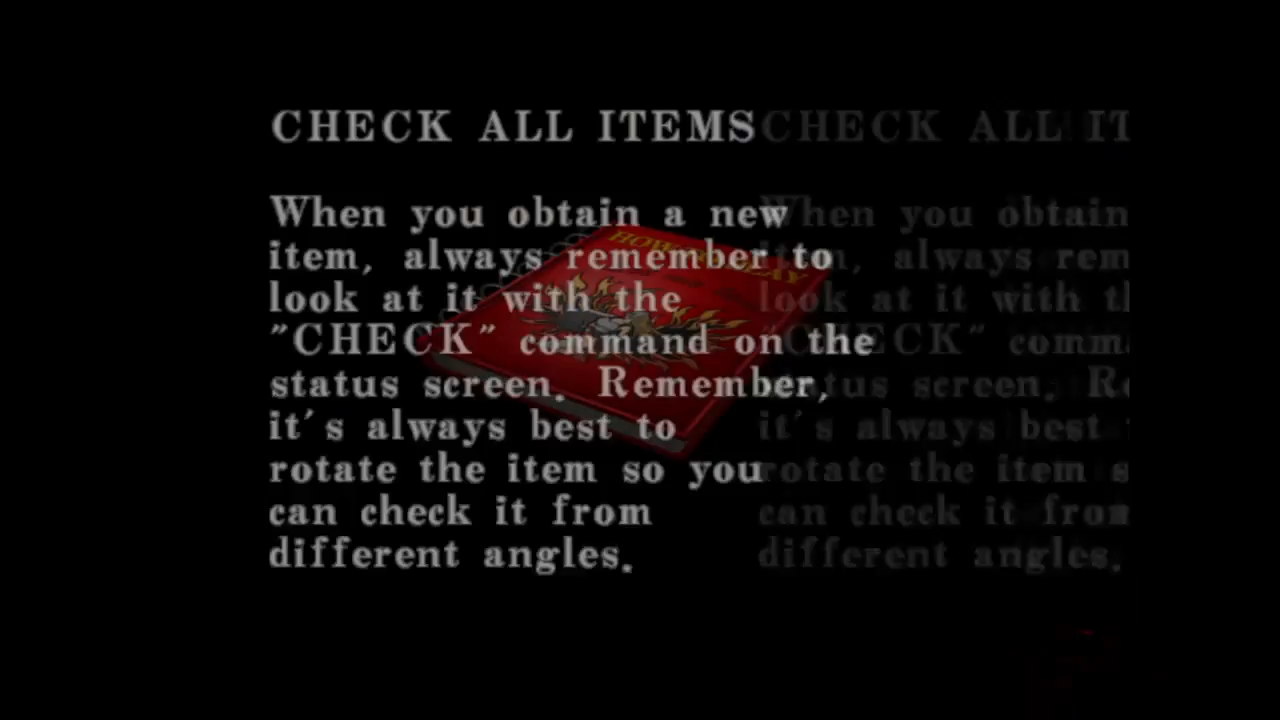 CHECK ALL ITEMS
When you obtain a new
item, always remember to
look at it with the
"CHECK" command on the
status screen. Remember,
it's always best to
rotate the item so you
can check it from
different angles.